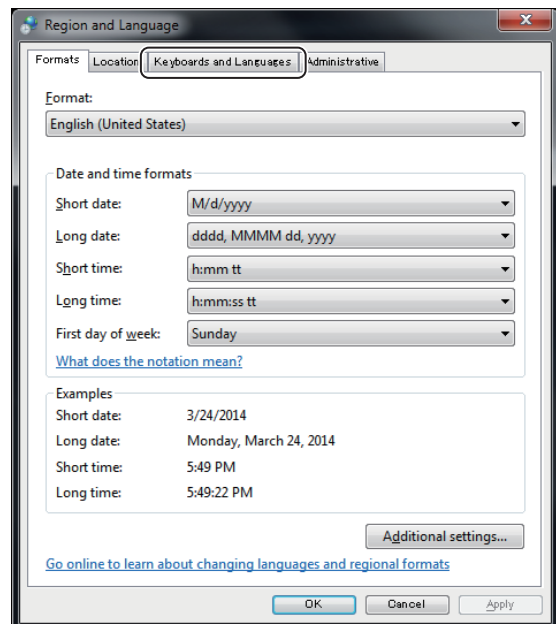 Region and Language
Formats Location Keyboards and Languages Administrative
Format:
English (United States)
Date and time formats
Short date: M/d/yyyy
Long date: dddd, MMMM dd, yyyy
Short time: h:mm tt
Long time: h:mm:ss tt
First day of week: Sunday
What does the notation mean?
Examples
Short date: 3/24/2014
Long date: Monday, March 24, 2014
Short time: 5:49 PM
Long time: 5:49:22 PM
Additional settings...
Go online to learn about changing languages and regional formats
OK Cancel Apply